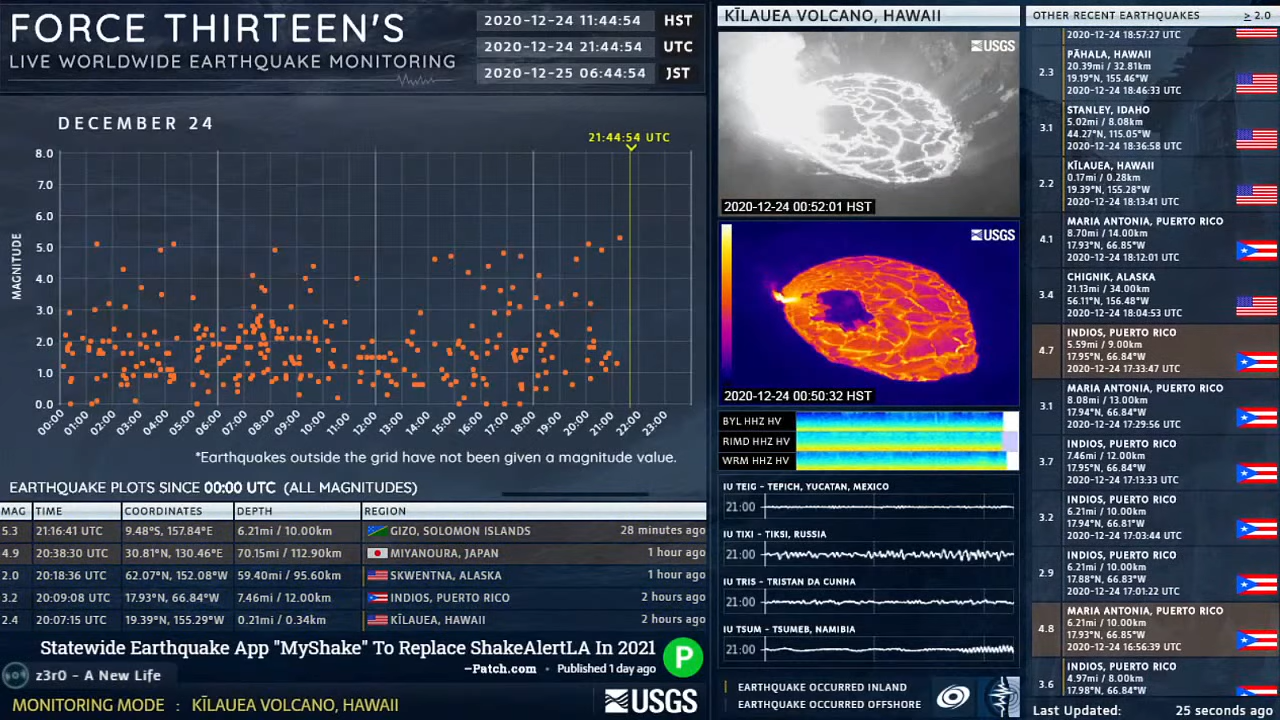 FORCE THIRTEEN'S
LIVE WORLDWIDE EARTHQUAKE MONITORING
2020-12-24 11:44:54 HST
2020-12-24 21:44:54 UTC
2020-12-25 06:44:54 JST
DECEMBER 24
21:44:54 UTC
MAGNITUDE
8.0
7.0
6.0
5.0
4.0
3.0
2.0
1.0
0.0
00:00 01:00 02:00 03:00 04:00 05:00 06:00 07:00 08:00 09:00 10:00 11:00 12:00 13:00 14:00 15:00 16:00 17:00 18:00 19:00 20:00 21:00 22:00 23:00
*Earthquakes outside the grid have not been given a magnitude value.
EARTHQUAKE PLOTS SINCE 00:00 UTC (ALL MAGNITUDES)
MAG TIME COORDINATES DEPTH REGION
5.3 21:16:41 UTC 9.48°S, 157.84°E 6.21mi / 10.00km GIZO, SOLOMON ISLANDS 28 minutes ago
4.9 20:38:30 UTC 30.81°N, 130.46°E 70.15mi / 112.90km MIYANOURA, JAPAN 1 hour ago
2.0 20:18:36 UTC 62.07°N, 152.08°W 59.40mi / 95.60km SKWENTNA, ALASKA 1 hour ago
3.2 20:09:08 UTC 17.93°N, 66.84°W 7.46mi / 12.00km INDIOS, PUERTO RICO 2 hours ago
2.4 20:07:15 UTC 19.39°N, 155.29°W 0.21mi / 0.34km KĪLAUEA, HAWAII 2 hours ago
Statewide Earthquake App "MyShake" To Replace ShakeAlertLA In 2021
–Patch.com • Published 1 day ago
P
z3r0 - A New Life
MONITORING MODE : KĪLAUEA VOLCANO, HAWAII
USGS
KĪLAUEA VOLCANO, HAWAII
USGS
2020-12-24 00:52:01 HST
USGS
2020-12-24 00:50:32 HST
BYL HHZ HV
RIMD HHZ HV
WRM HHZ HV
IU TEIG - TEPICH, YUCATAN, MEXICO
21:00
IU TIXI - TIKSI, RUSSIA
21:00
IU TRIS - TRISTAN DA CUNHA
21:00
IU TSUM - TSUMEB, NAMIBIA
21:00
EARTHQUAKE OCCURRED INLAND
EARTHQUAKE OCCURRED OFFSHORE
OTHER RECENT EARTHQUAKES ≥ 2.0
2020-12-24 18:57:27 UTC
2.3
PĀHALA, HAWAII
20.39mi / 32.81km
19.19°N, 155.46°W
2020-12-24 18:46:33 UTC
3.1
STANLEY, IDAHO
5.02mi / 8.08km
44.27°N, 115.05°W
2020-12-24 18:36:58 UTC
2.2
KĪLAUEA, HAWAII
0.17mi / 0.28km
19.39°N, 155.28°W
2020-12-24 18:13:41 UTC
4.1
MARIA ANTONIA, PUERTO RICO
8.70mi / 14.00km
17.93°N, 66.85°W
2020-12-24 18:12:01 UTC
3.4
CHIGNIK, ALASKA
21.13mi / 34.00km
56.11°N, 156.48°W
2020-12-24 18:04:53 UTC
4.7
INDIOS, PUERTO RICO
5.59mi / 9.00km
17.95°N, 66.84°W
2020-12-24 17:33:47 UTC
3.1
MARIA ANTONIA, PUERTO RICO
8.08mi / 13.00km
17.94°N, 66.84°W
2020-12-24 17:29:56 UTC
3.7
INDIOS, PUERTO RICO
7.46mi / 12.00km
17.95°N, 66.84°W
2020-12-24 17:13:33 UTC
3.2
INDIOS, PUERTO RICO
6.21mi / 10.00km
17.94°N, 66.81°W
2020-12-24 17:03:44 UTC
2.9
INDIOS, PUERTO RICO
6.21mi / 10.00km
17.88°N, 66.83°W
2020-12-24 17:01:22 UTC
4.8
MARIA ANTONIA, PUERTO RICO
6.21mi / 10.00km
17.93°N, 66.85°W
2020-12-24 16:56:39 UTC
3.6
INDIOS, PUERTO RICO
4.97mi / 8.00km
17.98°N, 66.84°W
Last Updated: 25 seconds ago